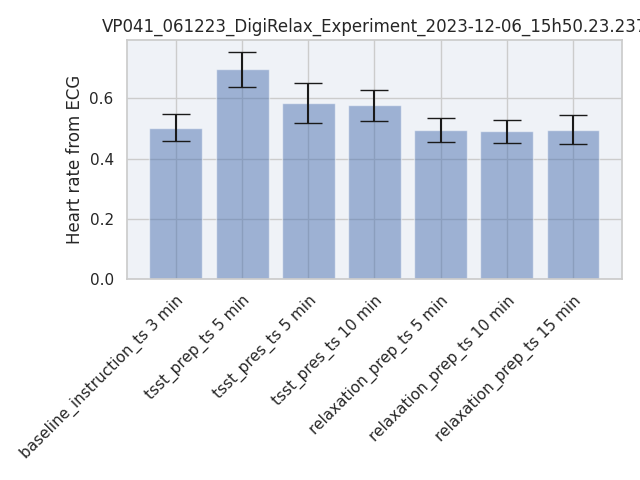 VP041_061223_DigiRelax_Experiment_2023-12-06_15h50.23.237
Heart rate from ECG
0.6
0.4
0.2
0.0
baseline_instruction_ts 3 min
tsst_prep_ts 5 min
tsst_pres_ts 5 min
tsst_pres_ts 10 min
relaxation_prep_ts 5 min
relaxation_prep_ts 10 min
relaxation_prep_ts 15 min